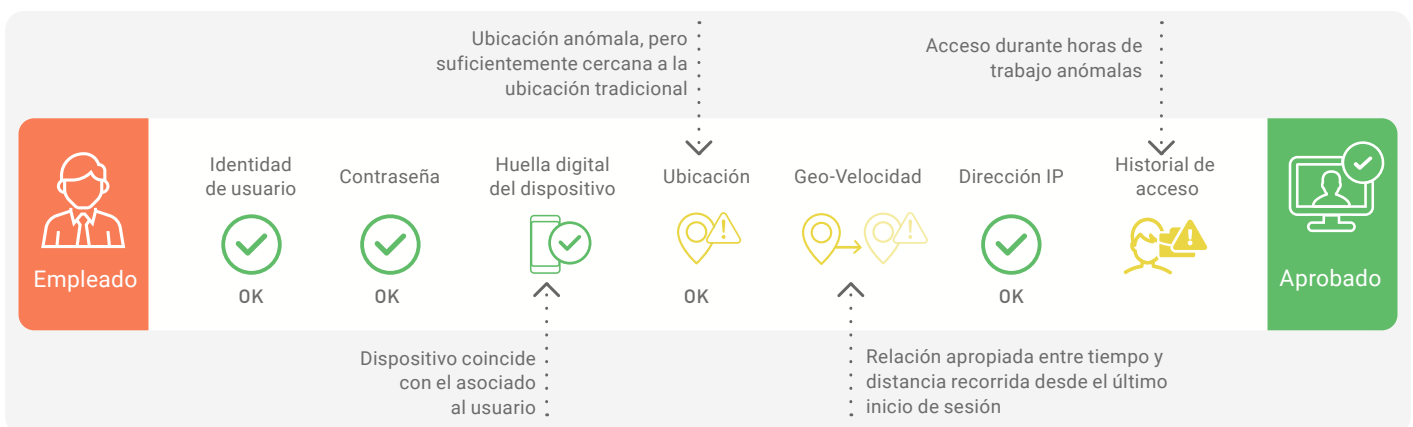 Ubicación anómala, pero
suficientemente cercana a la
ubicación tradicional
Acceso durante horas de
trabajo anómalas
Empleado
Identidad
de usuario
OK
Contraseña
OK
Huella digital
del dispositivo
Ubicación
OK
Geo-Velocidad
Dirección IP
OK
Historial de
acceso
Aprobado
Dispositivo coincide
con el asociado
al usuario
Relación apropiada entre tiempo y
distancia recorrida desde el último
inicio de sesión